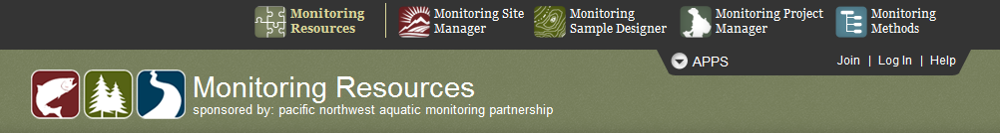 Monitoring
Resources
Monitoring Site
Manager
Monitoring
Sample Designer
Monitoring Project
Manager
Monitoring
Methods
APPS
Join | Log In | Help
Monitoring Resources
sponsored by: pacific northwest aquatic monitoring partnership